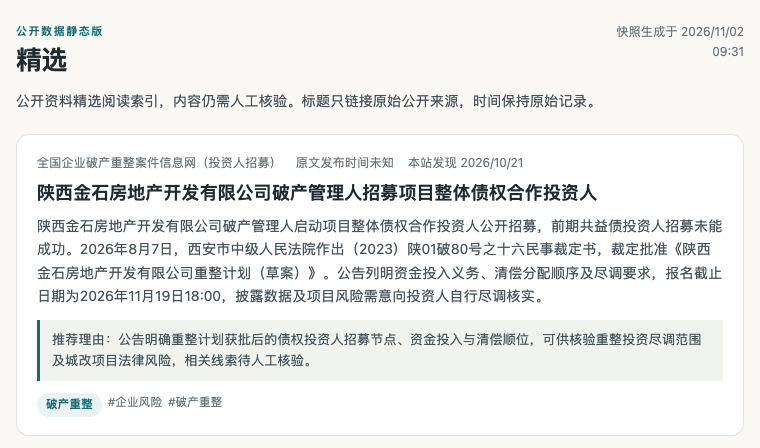 公开数据静态版
精选
快照生成于 2026/11/02
09:31
公开资料精选阅读索引，内容仍需人工核验。标题只链接原始公开来源，时间保持原始记录。
全国企业破产重整案件信息网（投资人招募） 原文发布时间未知 本站发现 2026/10/21
陕西金石房地产开发有限公司破产管理人招募项目整体债权合作投资人
陕西金石房地产开发有限公司破产管理人启动项目整体债权合作投资人公开招募，前期共益债投资人招募未能
成功。2026年8月7日，西安市中级人民法院作出（2023）陕01破80号之十六民事裁定书，裁定批准《陕西
金石房地产开发有限公司重整计划（草案）》。公告列明资金投入义务、清偿分配顺序及尽调要求，报名截止
日期为2026年11月19日18:00，披露数据及项目风险需意向投资人自行尽调核实。
推荐理由：公告明确重整计划获批后的债权投资人招募节点、资金投入与清偿顺位，可供核验重整投资尽调范围
及城改项目法律风险，相关线索待人工核验。
破产重整 #企业风险 #破产重整